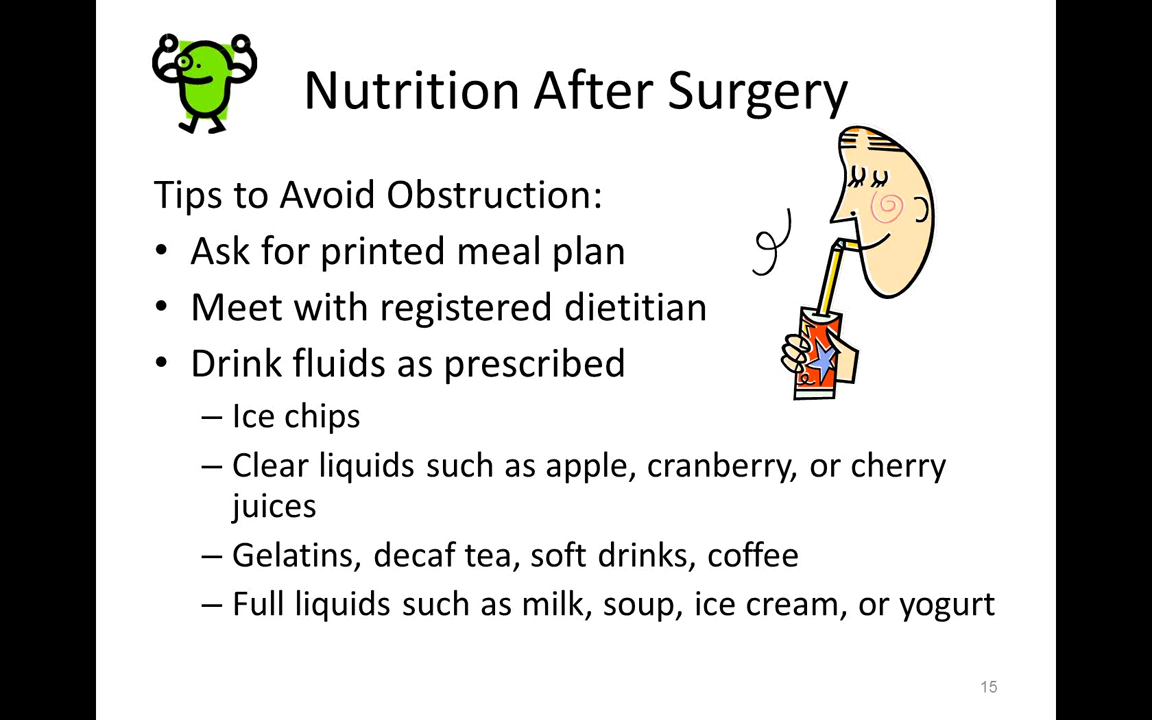 Nutrition After Surgery
Tips to Avoid Obstruction:
• Ask for printed meal plan
• Meet with registered dietitian
• Drink fluids as prescribed
– Ice chips
– Clear liquids such as apple, cranberry, or cherry
juices
– Gelatins, decaf tea, soft drinks, coffee
– Full liquids such as milk, soup, ice cream, or yogurt
15